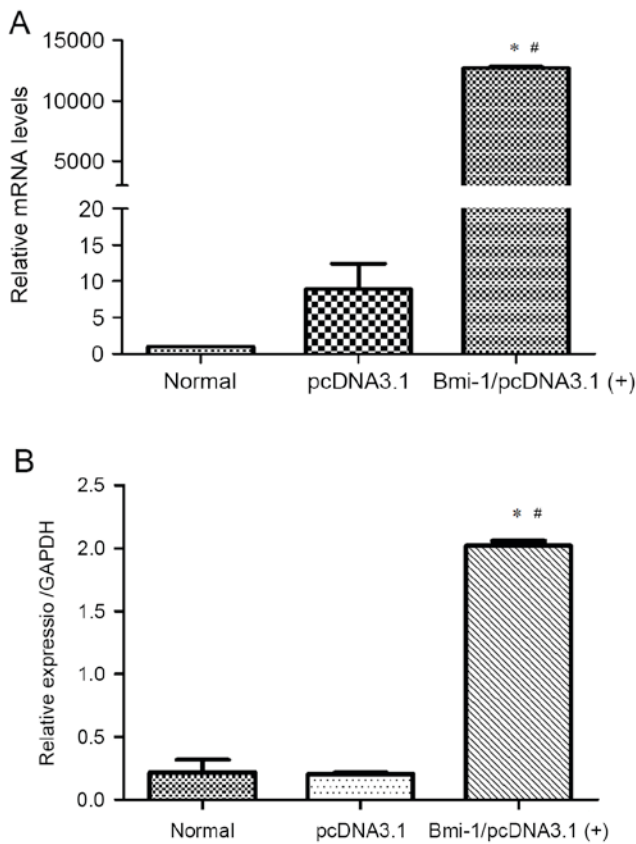 A
Relative mRNA levels
15000
10000
5000
20
15
10
5
0
* #
Normal
pcDNA3.1
Bmi-1/pcDNA3.1 (+)
B
Relative expressio/GAPDH
2.5
2.0
1.5
1.0
0.5
0.0
* #
Normal
pcDNA3.1
Bmi-1/pcDNA3.1 (+)